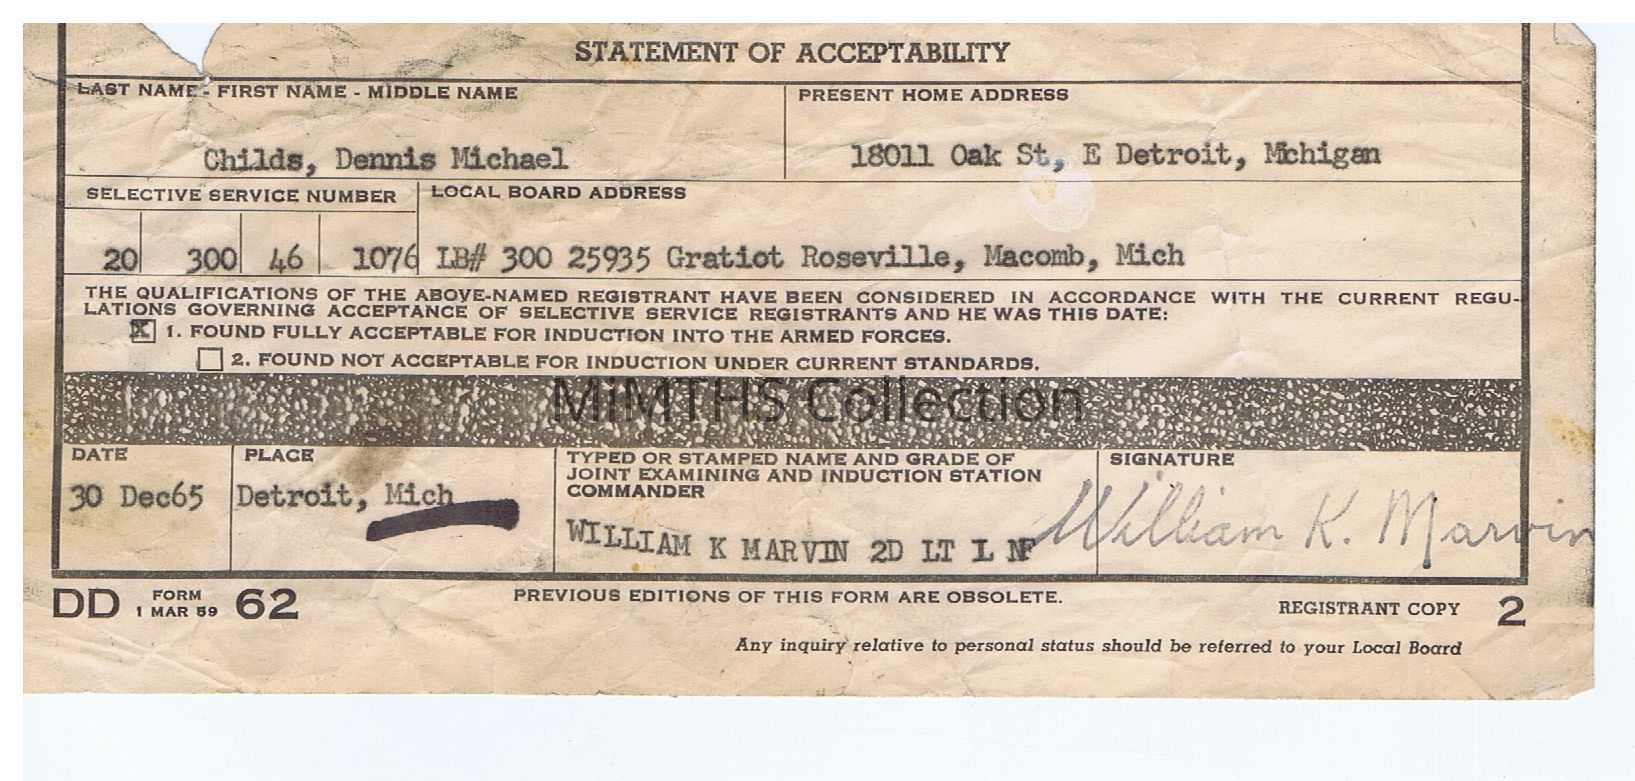 STATEMENT OF ACCEPTABILITY
LAST NAME - FIRST NAME - MIDDLE NAME
PRESENT HOME ADDRESS
Childs, Dennis Michael
18011 Oak St, E Detroit, Mchigan
SELECTIVE SERVICE NUMBER
LOCAL BOARD ADDRESS
20 300 46 1076
LB# 300 25935 Gratiot Roseville, Macomb, Mich
THE QUALIFICATIONS OF THE ABOVE-NAMED REGISTRANT HAVE BEEN CONSIDERED IN ACCORDANCE WITH THE CURRENT REGU-
LATIONS GOVERNING ACCEPTANCE OF SELECTIVE SERVICE REGISTRANTS AND HE WAS THIS DATE:
X 1. FOUND FULLY ACCEPTABLE FOR INDUCTION INTO THE ARMED FORCES.
2. FOUND NOT ACCEPTABLE FOR INDUCTION UNDER CURRENT STANDARDS.
MiMTHS Collection
DATE
30 Dec65
PLACE
Detroit, Mich
TYPED OR STAMPED NAME AND GRADE OF
JOINT EXAMINING AND INDUCTION STATION
COMMANDER
WILLIAM K MARVIN 2D LT I NF
SIGNATURE
William K. Marvin
DD FORM 62
1 MAR 59
PREVIOUS EDITIONS OF THIS FORM ARE OBSOLETE.
REGISTRANT COPY 2
Any inquiry relative to personal status should be referred to your Local Board